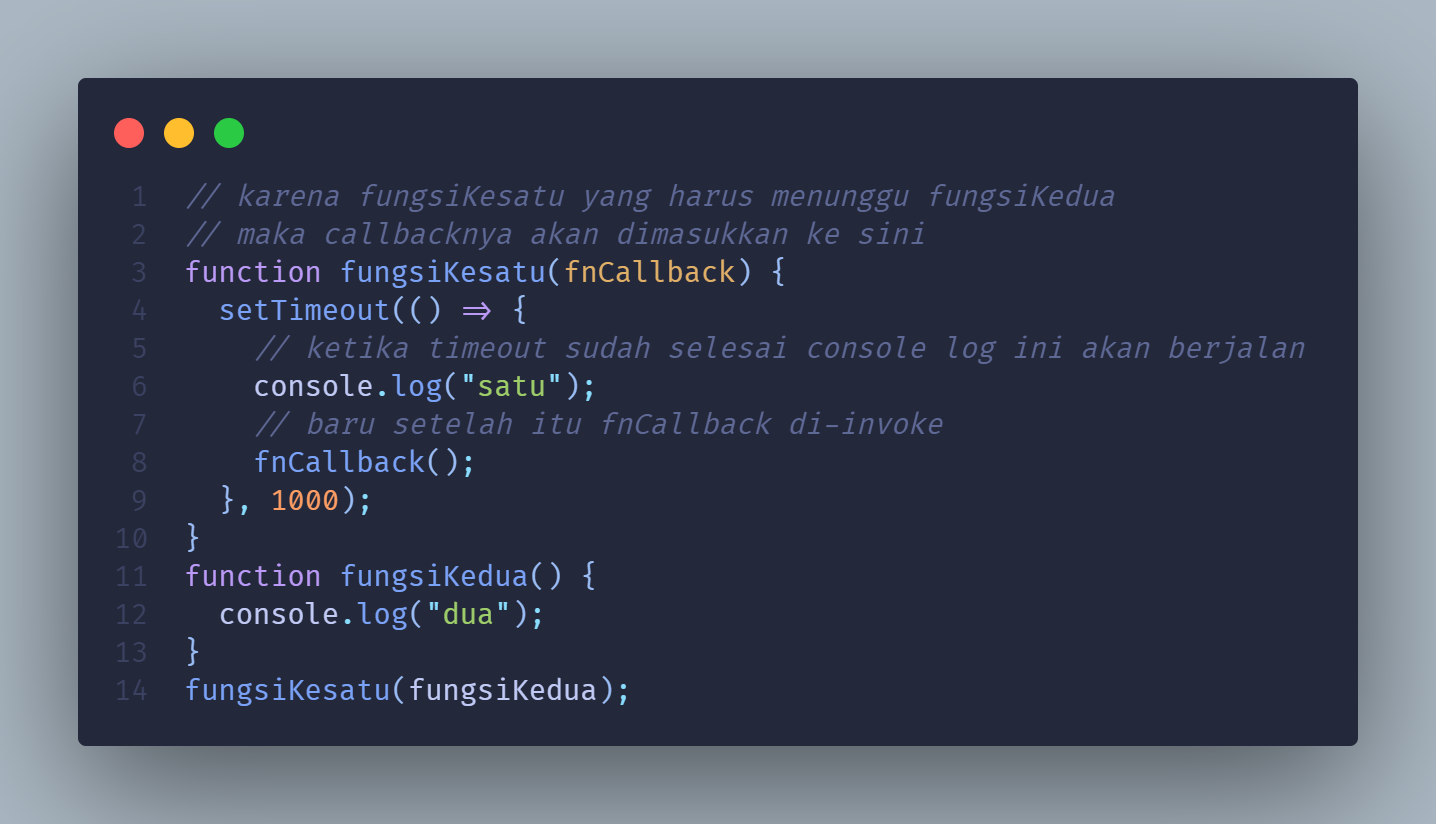 1 // karena fungsiKesatu yang harus menunggu fungsiKedua
2 // maka callbacknya akan dimasukkan ke sini
3 function fungsiKesatu(fnCallback) {
4   setTimeout(() => {
5     // ketika timeout sudah selesai console log ini akan berjalan
6     console.log("satu");
7     // baru setelah itu fnCallback di-invoke
8     fnCallback();
9   }, 1000);
10 }
11 function fungsiKedua() {
12   console.log("dua");
13 }
14 fungsiKesatu(fungsiKedua);